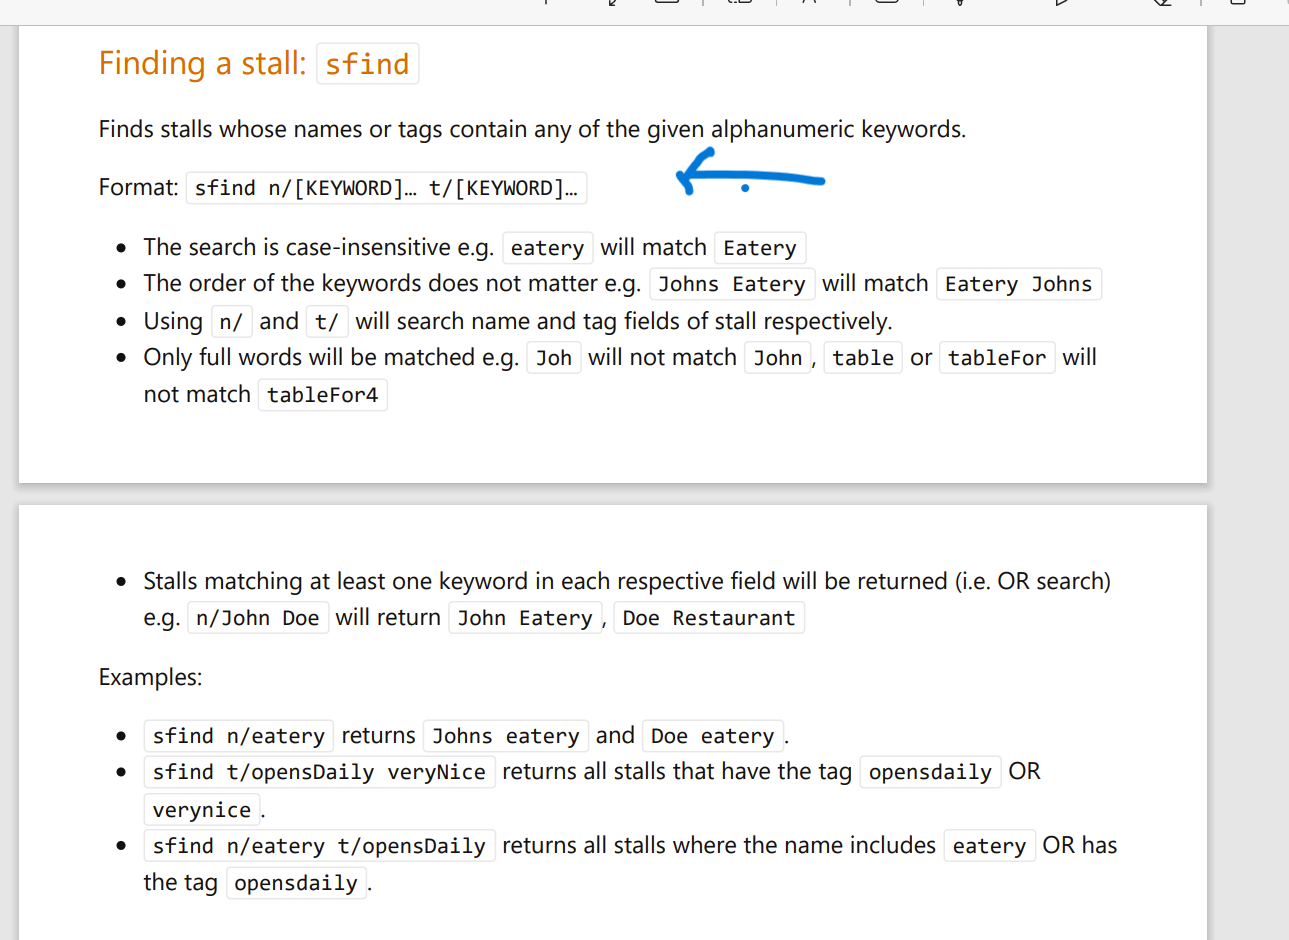 Finding a stall: sfind
Finds stalls whose names or tags contain any of the given alphanumeric keywords.
Format: sfind n/[KEYWORD]… t/[KEYWORD]…
• The search is case-insensitive e.g. eatery will match Eatery
• The order of the keywords does not matter e.g. Johns Eatery will match Eatery Johns
• Using n/ and t/ will search name and tag fields of stall respectively.
• Only full words will be matched e.g. Joh will not match John, table or tableFor will
not match tableFor4
• Stalls matching at least one keyword in each respective field will be returned (i.e. OR search)
e.g. n/John Doe will return John Eatery, Doe Restaurant
Examples:
• sfind n/eatery returns Johns eatery and Doe eatery.
• sfind t/opensDaily veryNice returns all stalls that have the tag opensdaily OR
verynice.
• sfind n/eatery t/opensDaily returns all stalls where the name includes eatery OR has
the tag opensdaily.